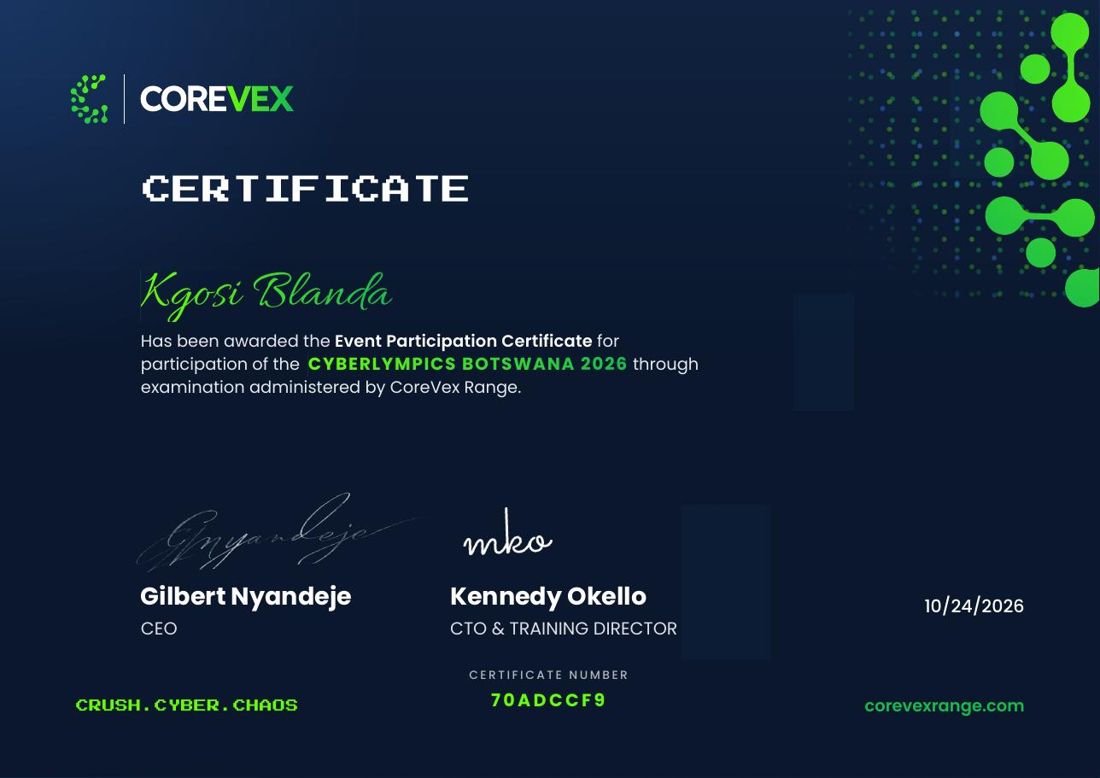 COREVEX
CERTIFICATE
Kgosi Blanda
Has been awarded the Event Participation Certificate for
participation of the CYBERLYMPICS BOTSWANA 2026 through
examination administered by CoreVex Range.
Gnyandeje
mko
Gilbert Nyandeje
Kennedy Okello
CEO
CTO & TRAINING DIRECTOR
10/24/2026
CERTIFICATE NUMBER
70ADCCF9
CRUSH.CYBER.CHAOS
corevexrange.com